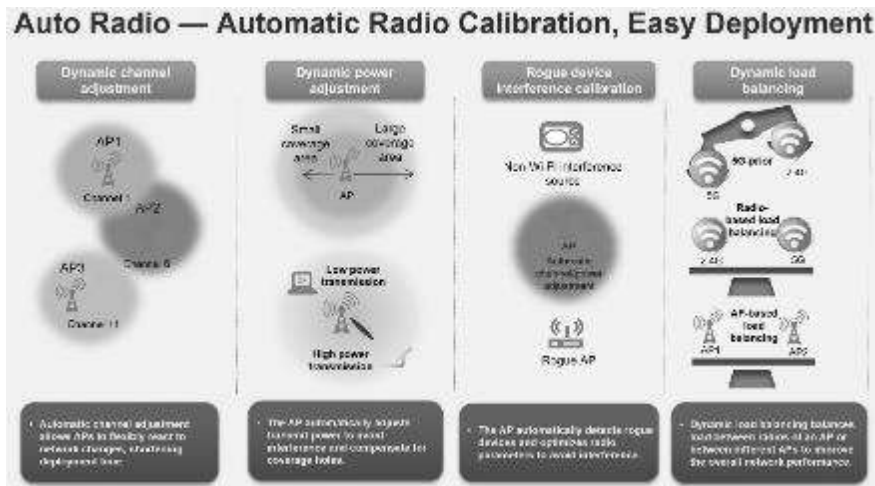 Auto Radio — Automatic Radio Calibration, Easy Deployment
Dynamic channel
adjustment
AP1
Channel 1
AP2
Channel 6
AP3
Channel 11
• Automatic channel adjustment
allows APs to flexibly react to
network changes, shortening
deployment time.
Dynamic power
adjustment
Small
coverage
area
Large
coverage
area
AP
Low power
transmission
High power
transmission
• The AP automatically adjusts
transmit power to avoid
interference and compensate for
coverage holes.
Rogue device
interference calibration
Non-Wi-Fi interference
source
AP
Automatic
channel/power
adjustment
Rogue AP
• The AP automatically detects rogue
devices and optimizes radio
parameters to avoid interference.
Dynamic load
balancing
5G-prior
5G
2.4G
Radio-
based load
balancing
2.4G
5G
AP-based
load
balancing
AP1
AP2
• Dynamic load balancing balances
load between radios of an AP or
between different APs to improve
the overall network performance.